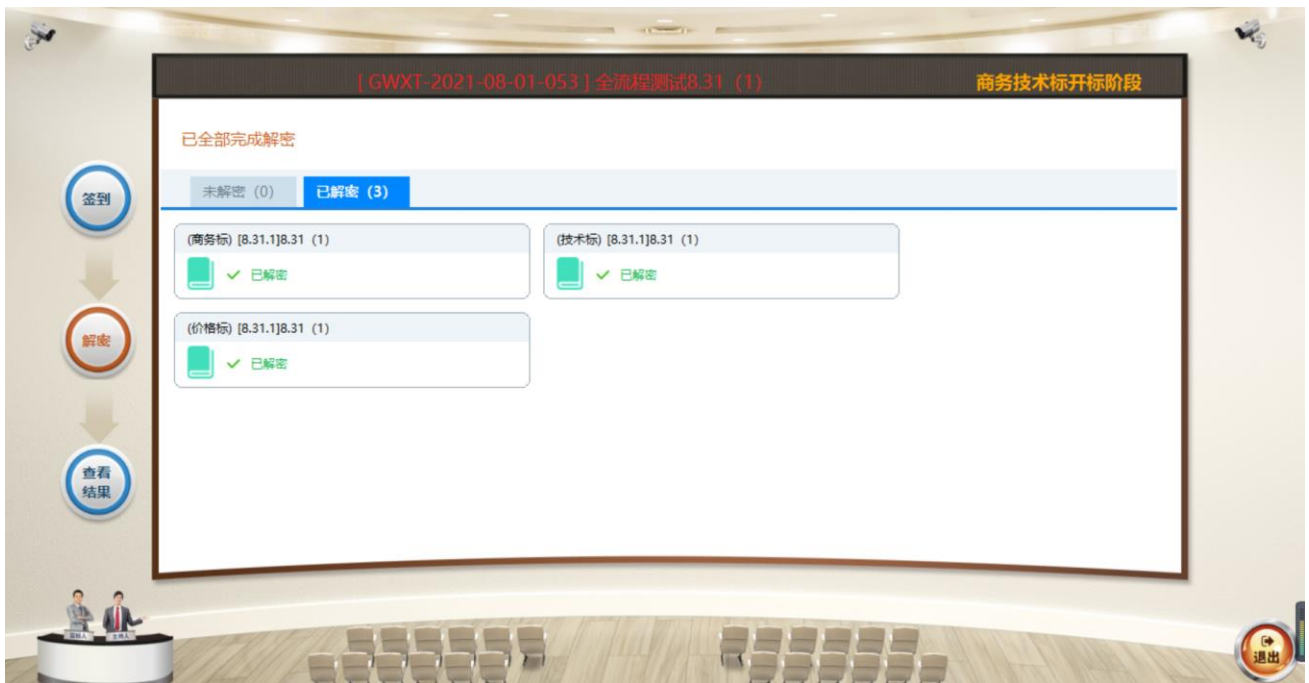 [ GWXT-2021-08-01-053 ] 全流程测试8.31（1）
商务技术标开标阶段
已全部完成解密
未解密（0）
已解密（3）
签到
(商务标) [8.31.1]8.31（1）
已解密
(技术标) [8.31.1]8.31（1）
已解密
解密
(价格标) [8.31.1]8.31（1）
已解密
查看
结果
主持人
退出